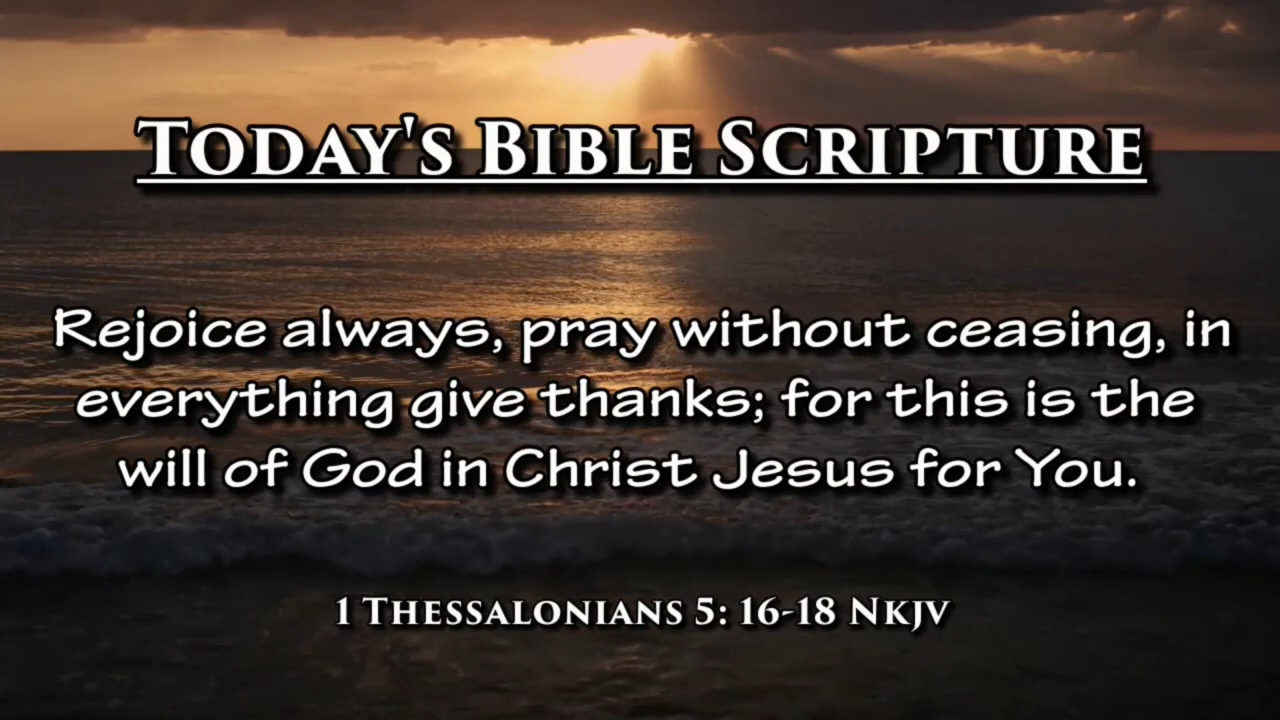 Today's Bible Scripture
Rejoice always, pray without ceasing, in
everything give thanks; for this is the
will of God in Christ Jesus for You.
1 Thessalonians 5: 16-18 Nkjv